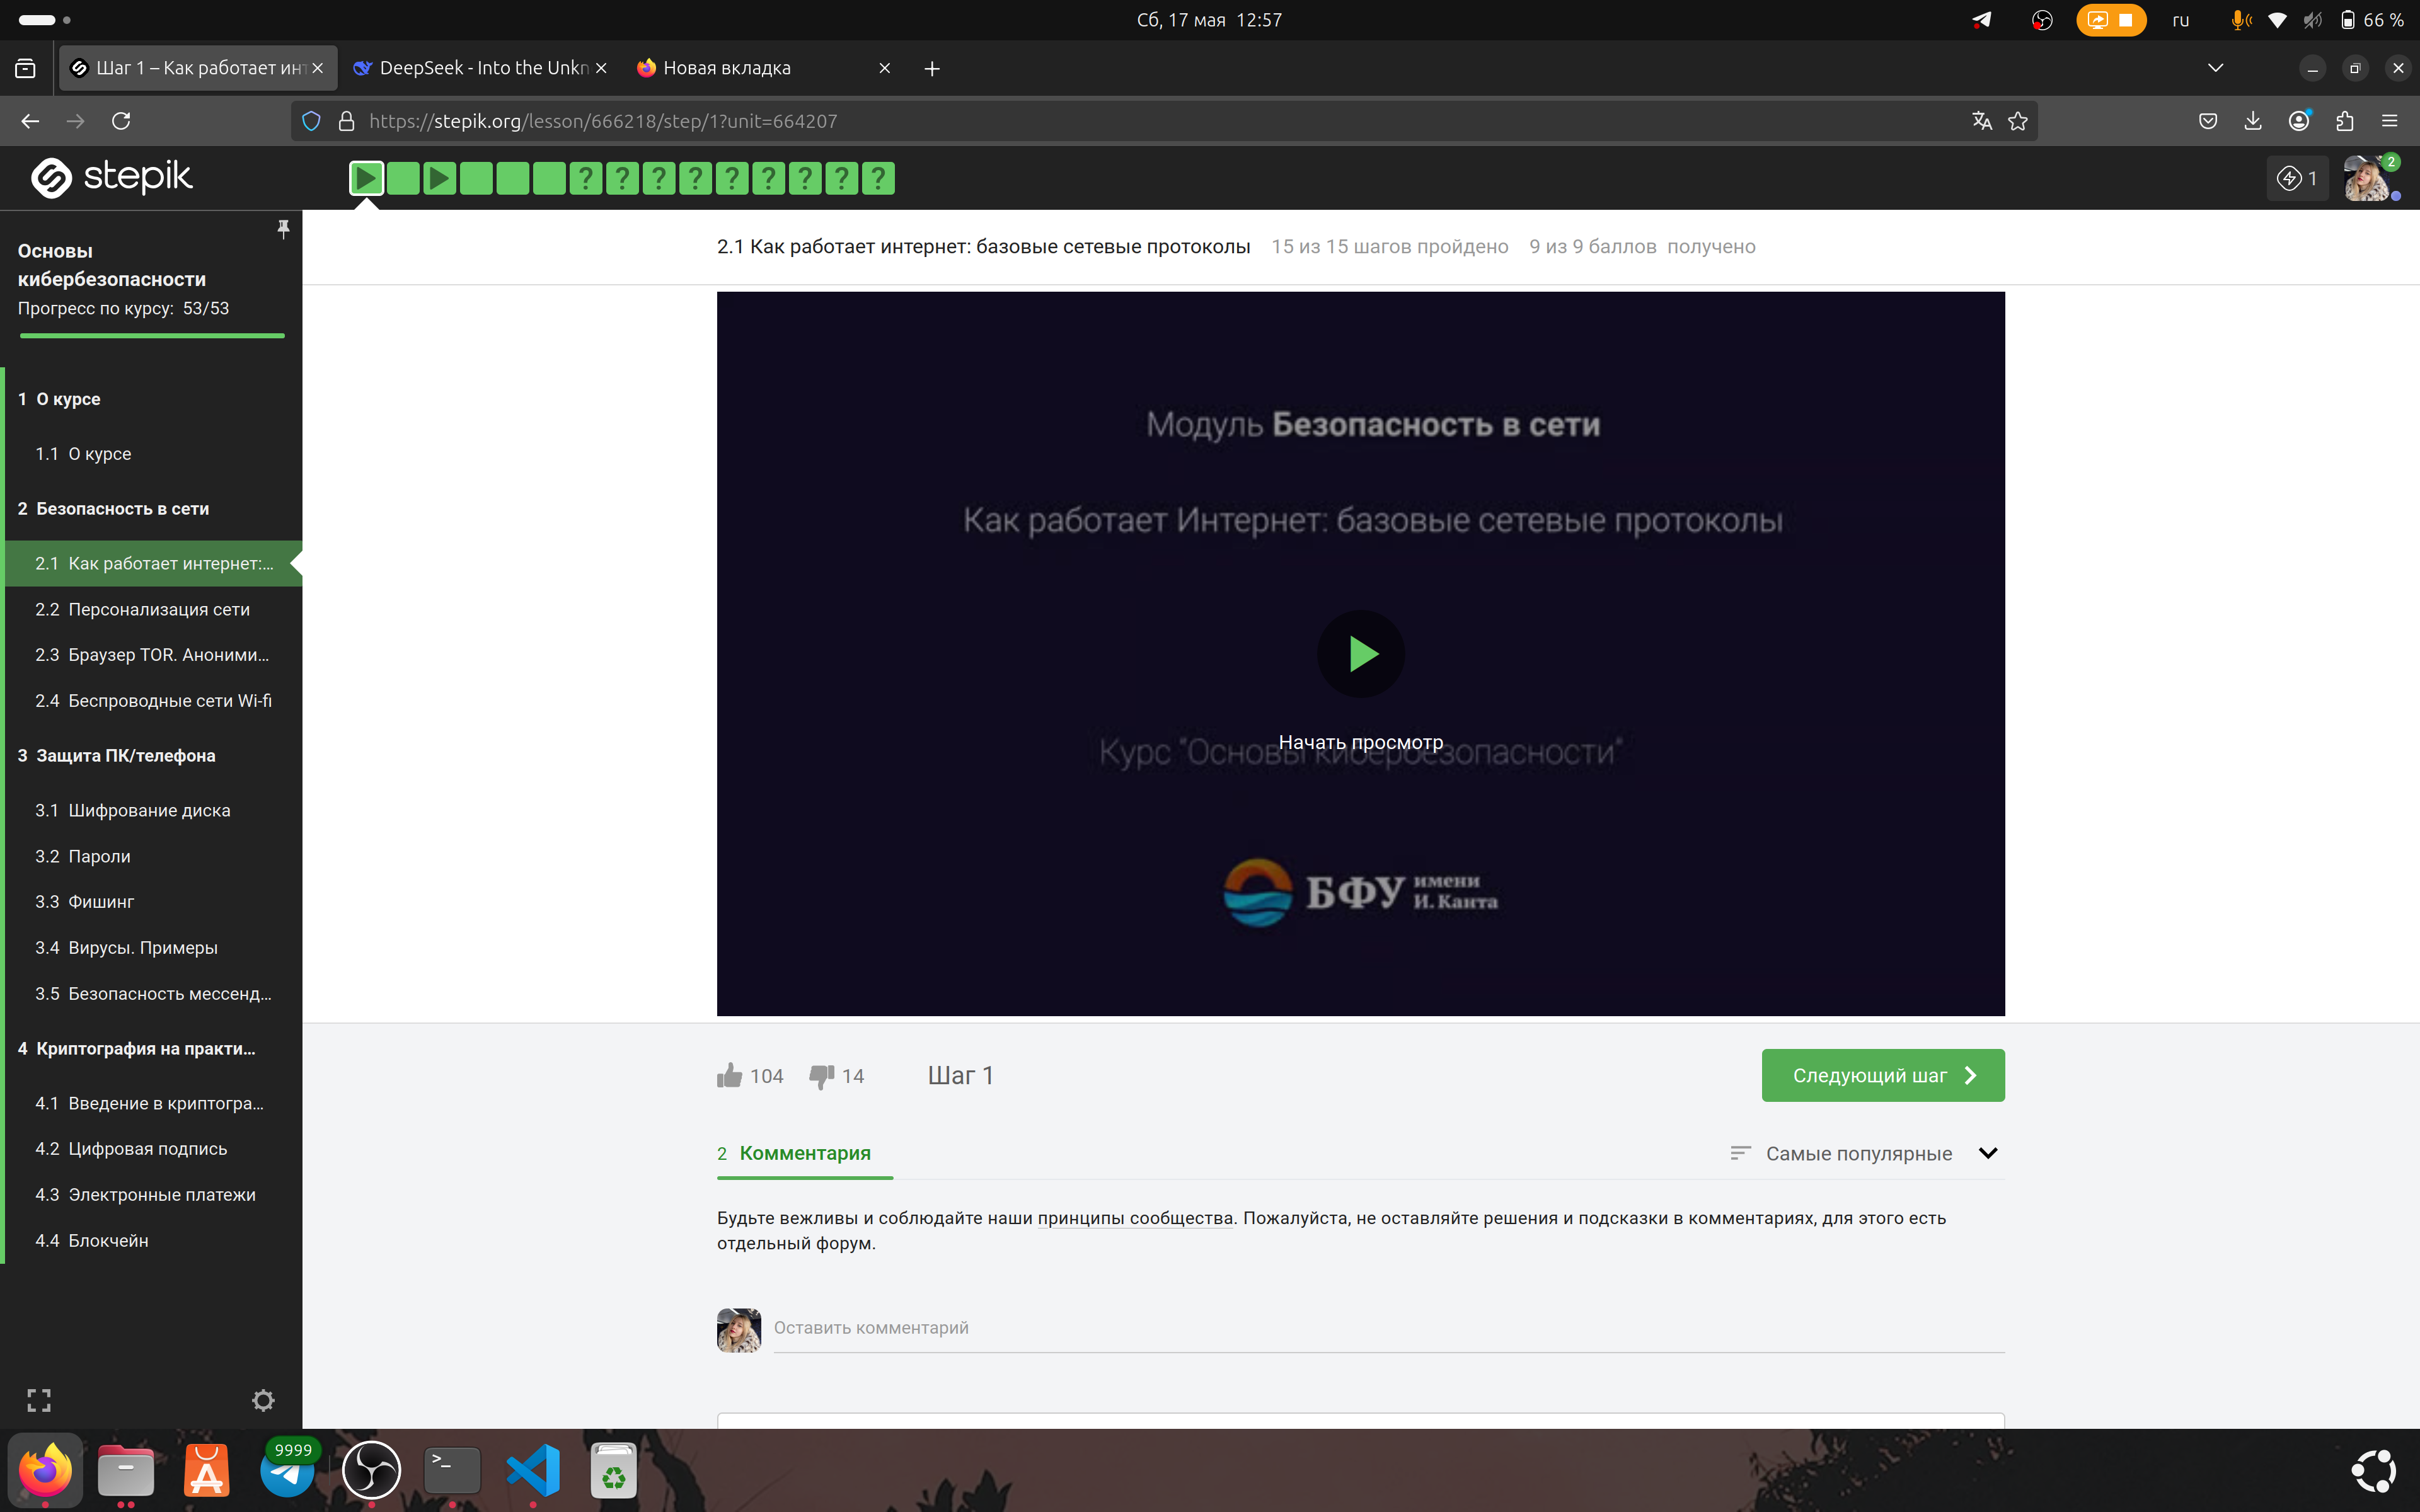 Сб, 17 мая 12:57
ru
66 %
Шаг 1 – Как работает инт
DeepSeek - Into the Unkn
Новая вкладка
https://stepik.org/lesson/666218/step/1?unit=664207
stepik
? ? ? ? ? ? ? ? ?
1
2
Основы
кибербезопасности
Прогресс по курсу: 53/53
1 О курсе
1.1 О курсе
2 Безопасность в сети
2.1 Как работает интернет:...
2.2 Персонализация сети
2.3 Браузер TOR. Аноними...
2.4 Беспроводные сети Wi-fi
3 Защита ПК/телефона
3.1 Шифрование диска
3.2 Пароли
3.3 Фишинг
3.4 Вирусы. Примеры
3.5 Безопасность мессенд...
4 Криптография на практи...
4.1 Введение в криптогра...
4.2 Цифровая подпись
4.3 Электронные платежи
4.4 Блокчейн
2.1 Как работает интернет: базовые сетевые протоколы 15 из 15 шагов пройдено 9 из 9 баллов получено
Модуль Безопасность в сети
Как работает Интернет: базовые сетевые протоколы
Начать просмотр
Курс "Основы кибербезопасности"
БФУ имени
И. Канта
104
14
Шаг 1
Следующий шаг
2 Комментария
Самые популярные
Будьте вежливы и соблюдайте наши принципы сообщества. Пожалуйста, не оставляйте решения и подсказки в комментариях, для этого есть
отдельный форум.
Оставить комментарий
9999
>_